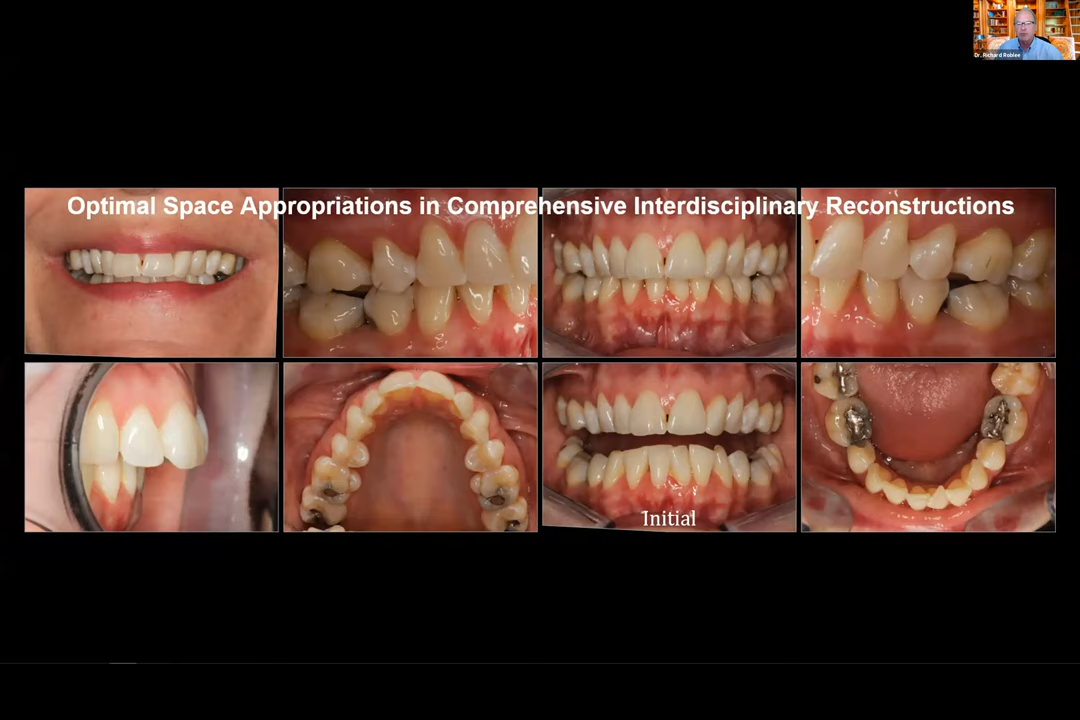 Dr. Richard Roblee
Optimal Space Appropriations in Comprehensive Interdisciplinary Reconstructions
Initial